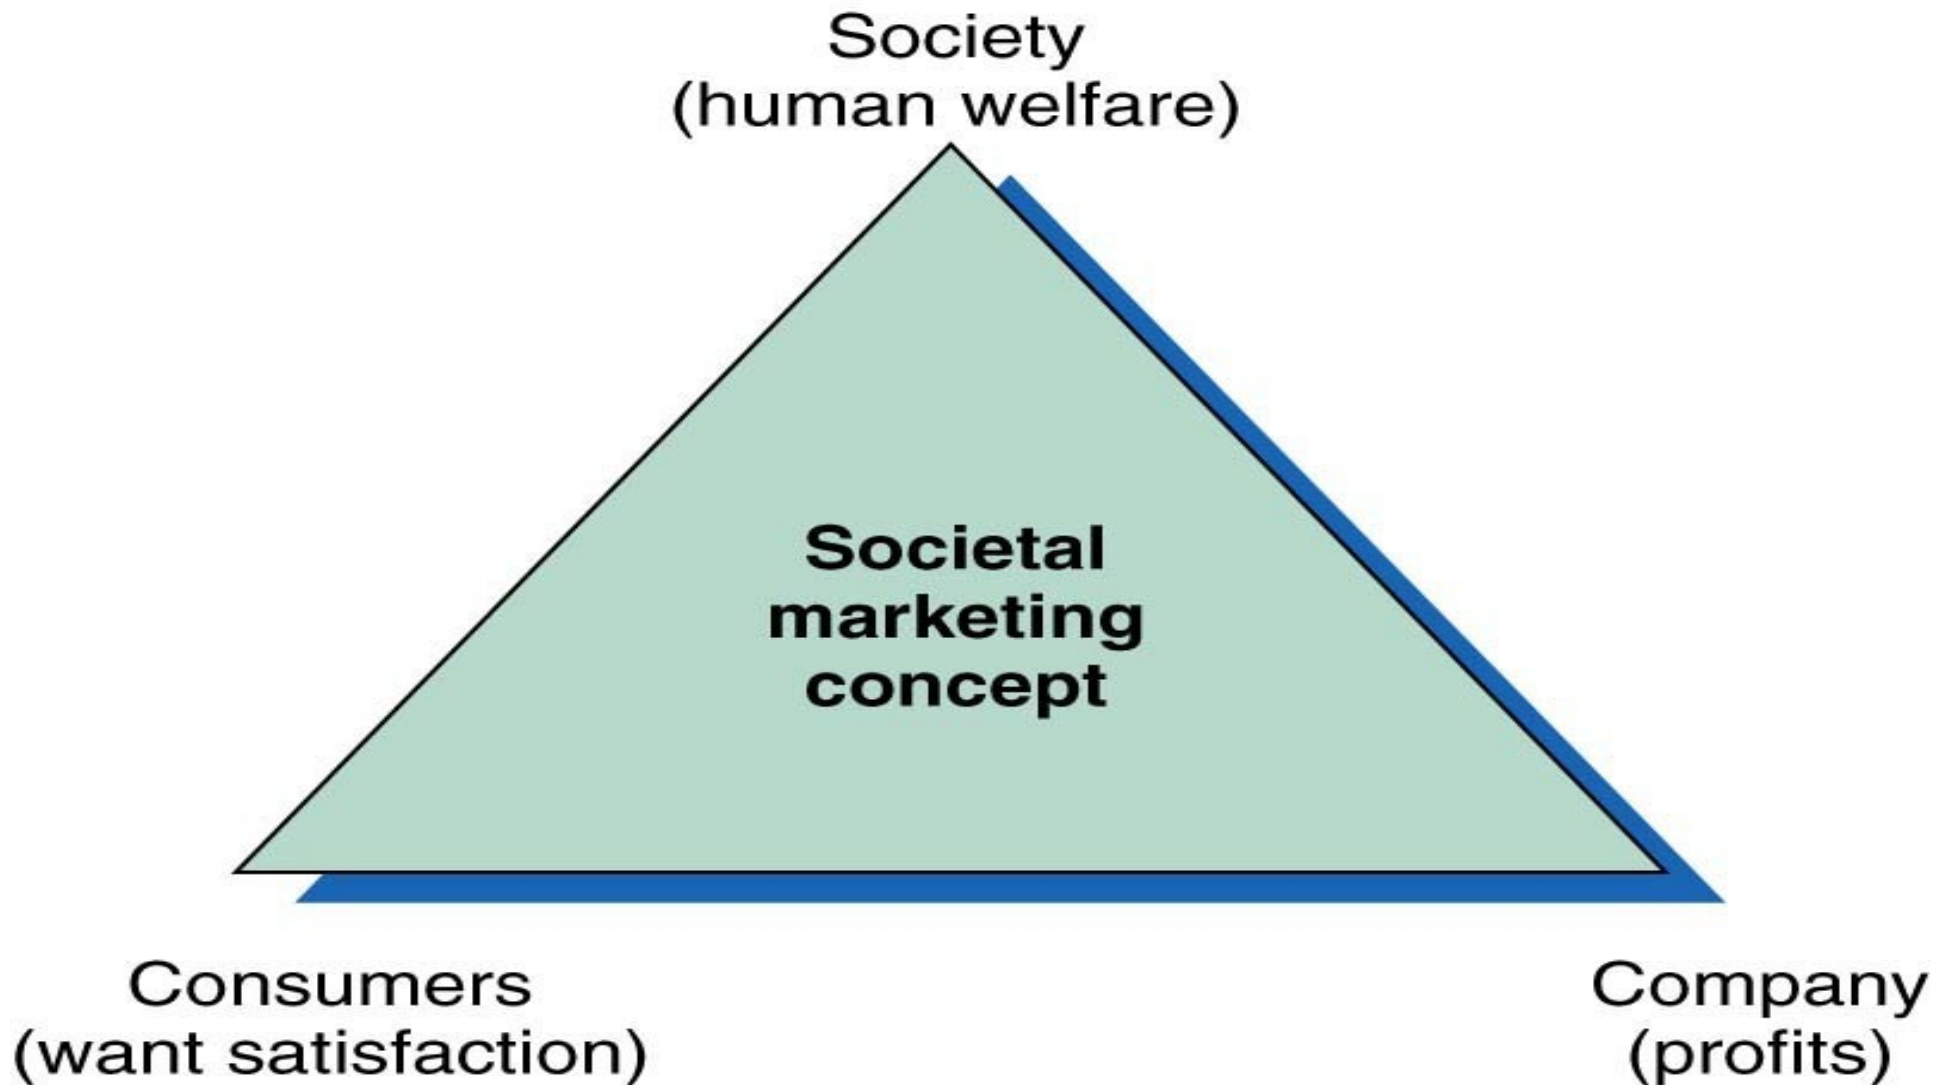 Society
(human welfare)
Societal
marketing
concept
Consumers
(want satisfaction)
Company
(profits)